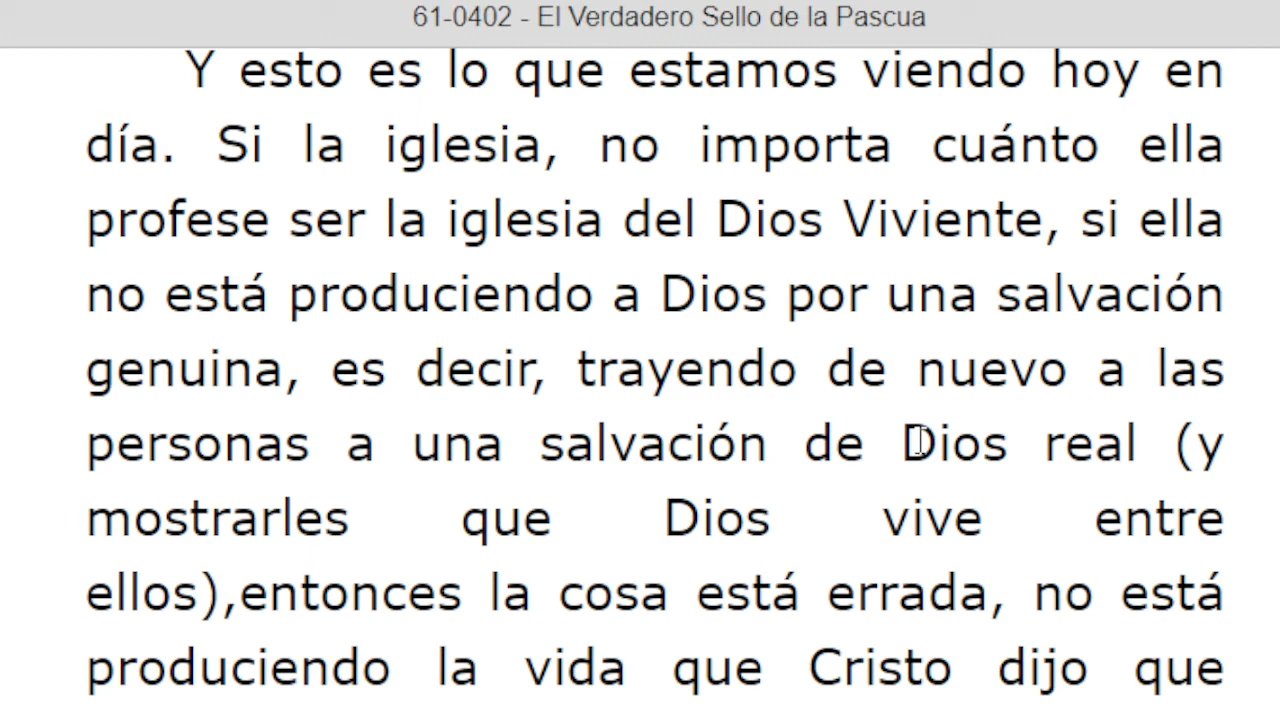 61-0402 - El Verdadero Sello de la Pascua
Y esto es lo que estamos viendo hoy en
día. Si la iglesia, no importa cuánto ella
profese ser la iglesia del Dios Viviente, si ella
no está produciendo a Dios por una salvación
genuina, es decir, trayendo de nuevo a las
personas a una salvación de Dios real (y
mostrarles que Dios vive entre
ellos),entonces la cosa está errada, no está
produciendo la vida que Cristo dijo que